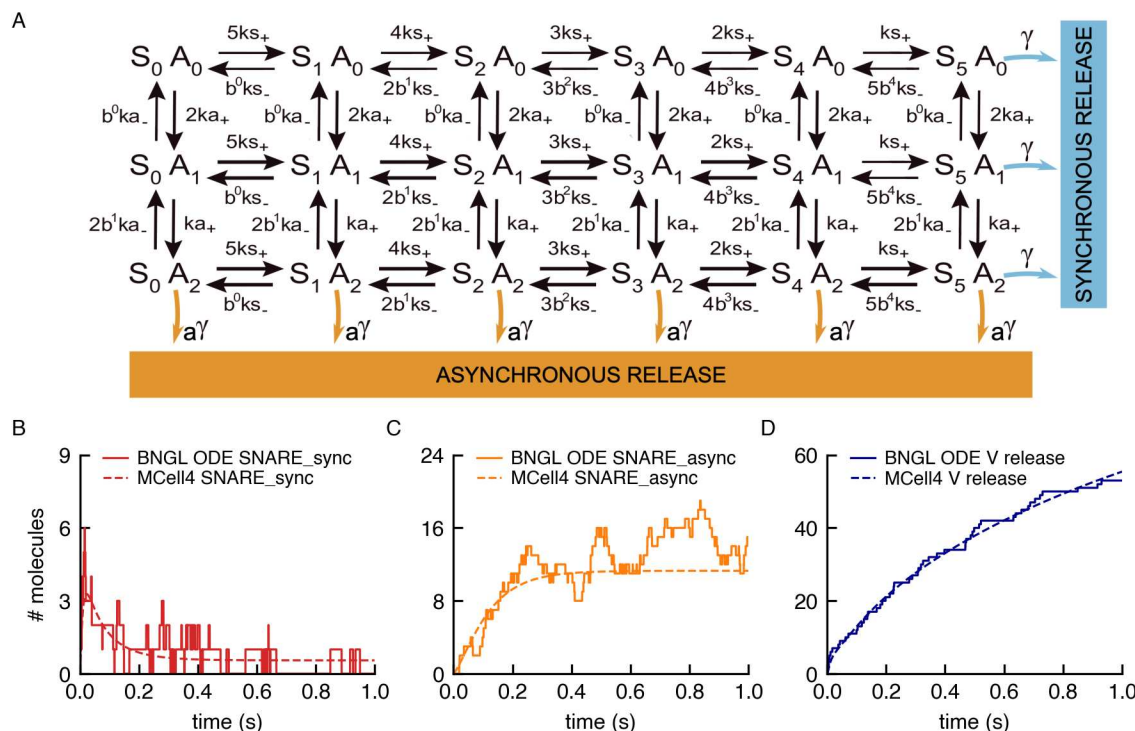 A
5ks₊ 4ks₊ 3ks₊ 2ks₊ ks₊ γ
S₀ A₀ S₁ A₀ S₂ A₀ S₃ A₀ S₄ A₀ S₅ A₀
b⁰ks₋ 2b¹ks₋ 3b²ks₋ 4b³ks₋ 5b⁴ks₋
b⁰ka₋ 2ka₊ b⁰ka₋ 2ka₊ b⁰ka₋ 2ka₊ b⁰ka₋ 2ka₊ b⁰ka₋ 2ka₊ b⁰ka₋ 2ka₊
5ks₊ 4ks₊ 3ks₊ 2ks₊ ks₊ γ
S₀ A₁ S₁ A₁ S₂ A₁ S₃ A₁ S₄ A₁ S₅ A₁
b⁰ks₋ 2b¹ks₋ 3b²ks₋ 4b³ks₋ 5b⁴ks₋
2b¹ka₋ ka₊ 2b¹ka₋ ka₊ 2b¹ka₋ ka₊ 2b¹ka₋ ka₊ 2b¹ka₋ ka₊ 2b¹ka₋ ka₊
5ks₊ 4ks₊ 3ks₊ 2ks₊ ks₊ γ
S₀ A₂ S₁ A₂ S₂ A₂ S₃ A₂ S₄ A₂ S₅ A₂
b⁰ks₋ 2b¹ks₋ 3b²ks₋ 4b³ks₋ 5b⁴ks₋
aγ aγ aγ aγ aγ aγ
SYNCHRONOUS RELEASE
ASYNCHRONOUS RELEASE
B
BNGL ODE SNARE_sync
MCell4 SNARE_sync
# molecules
9
6
3
0
0.0 0.2 0.4 0.6 0.8 1.0
time (s)
C
BNGL ODE SNARE_async
MCell4 SNARE_async
24
16
8
0
0.0 0.2 0.4 0.6 0.8 1.0
time (s)
D
BNGL ODE V release
MCell4 V release
60
40
20
0
0.0 0.2 0.4 0.6 0.8 1.0
time (s)